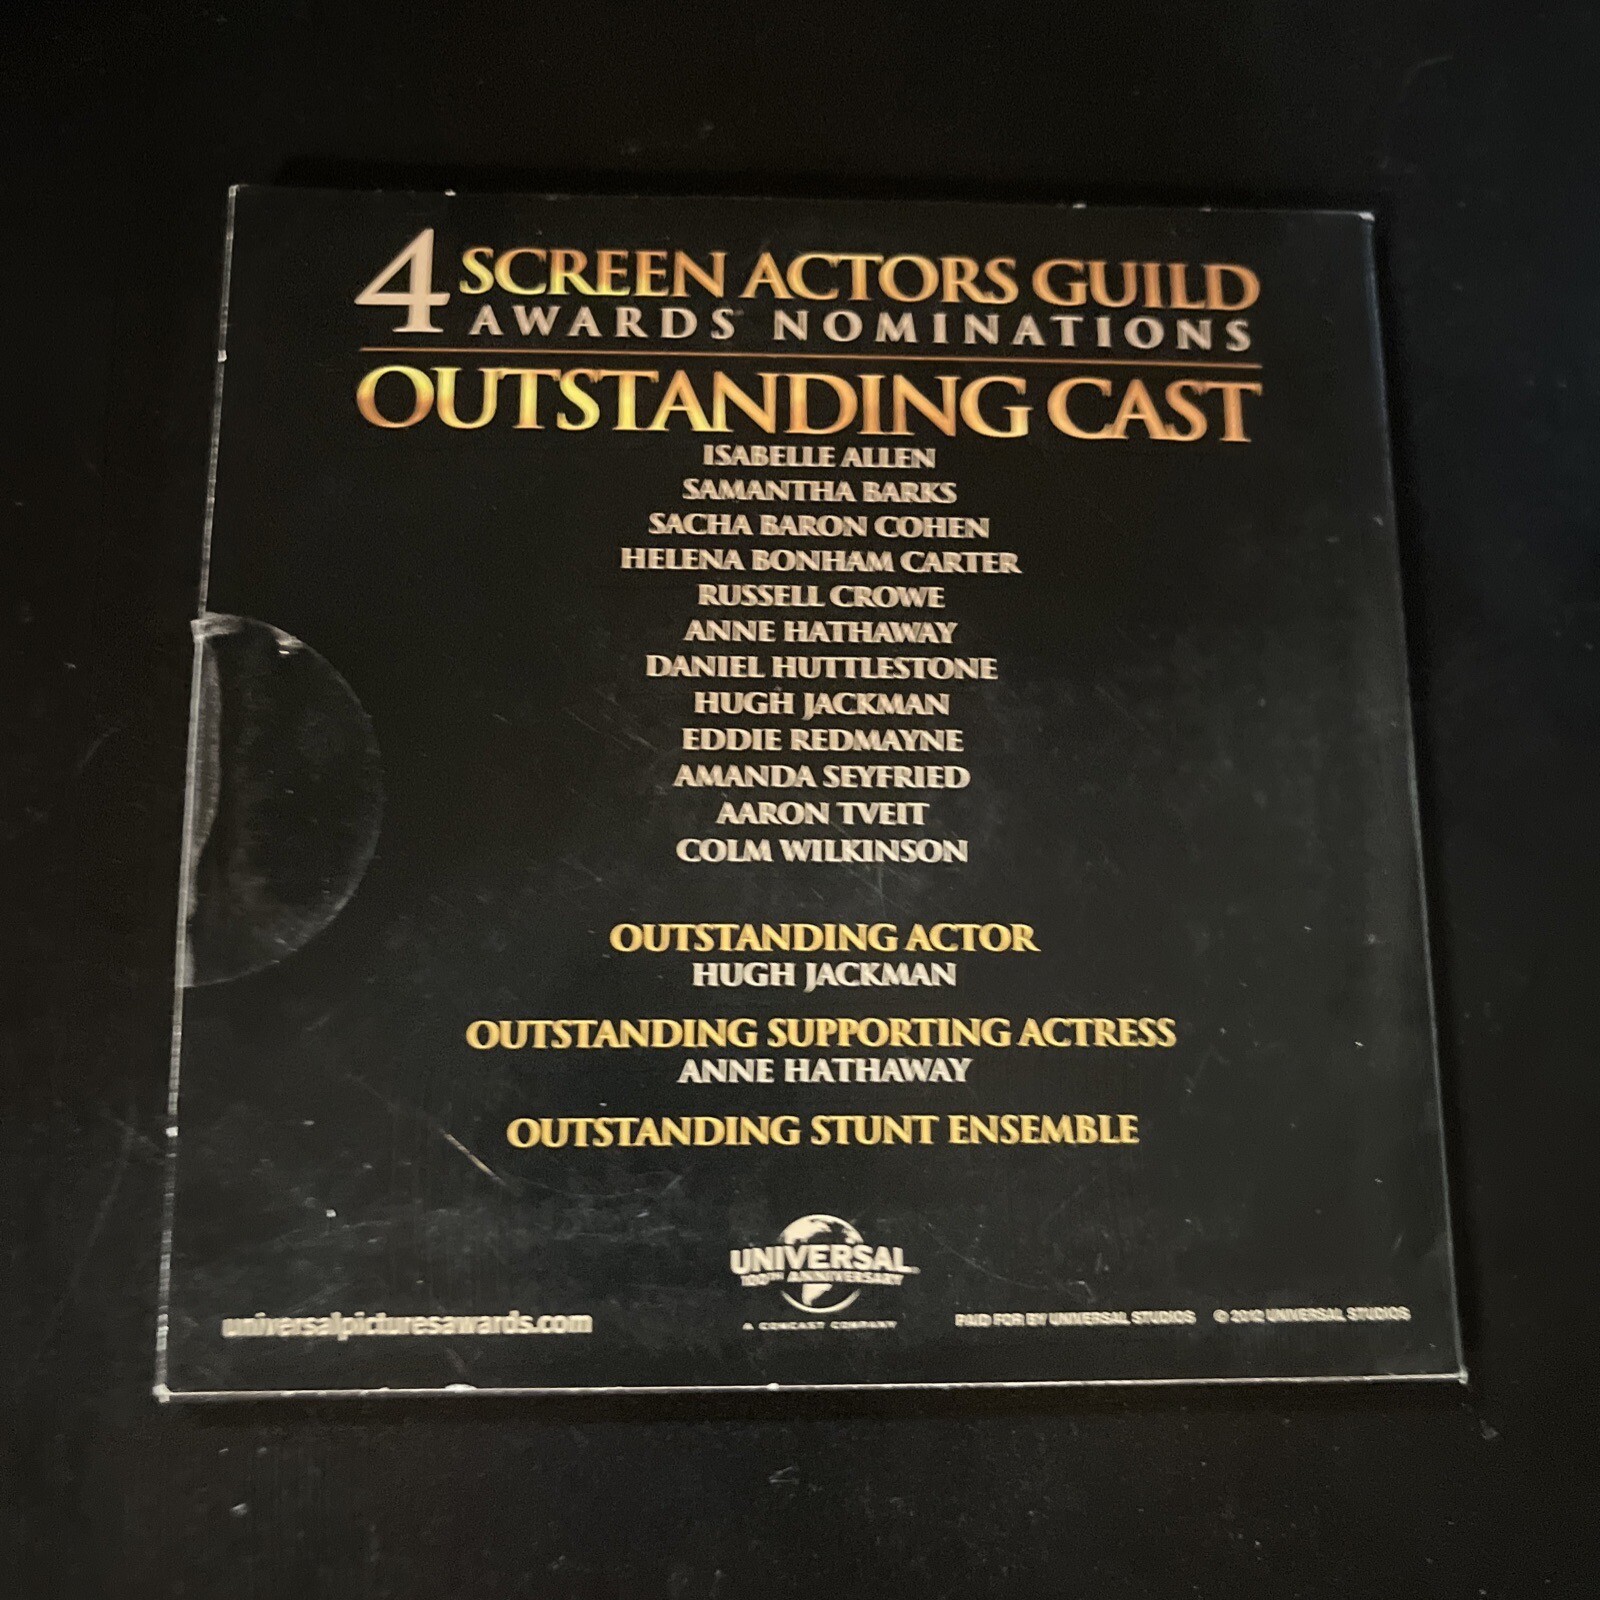 4 SCREEN ACTORS GUILD
AWARDS NOMINATIONS
OUTSTANDING CAST
ISABELLE ALLEN
SAMANTHA BARKS
SACHA BARON COHEN
HELENA BONHAM CARTER
RUSSELL CROWE
ANNE HATHAWAY
DANIEL HUTTLESTONE
HUGH JACKMAN
EDDIE REDMAYNE
AMANDA SEYFRIED
AARON TVEIT
COLM WILKINSON
OUTSTANDING ACTOR
HUGH JACKMAN
OUTSTANDING SUPPORTING ACTRESS
ANNE HATHAWAY
OUTSTANDING STUNT ENSEMBLE
UNIVERSAL
100TH ANNIVERSARY
A COMCAST COMPANY
universalpicturesawards.com
PAID FOR BY UNIVERSAL STUDIOS © 2012 UNIVERSAL STUDIOS